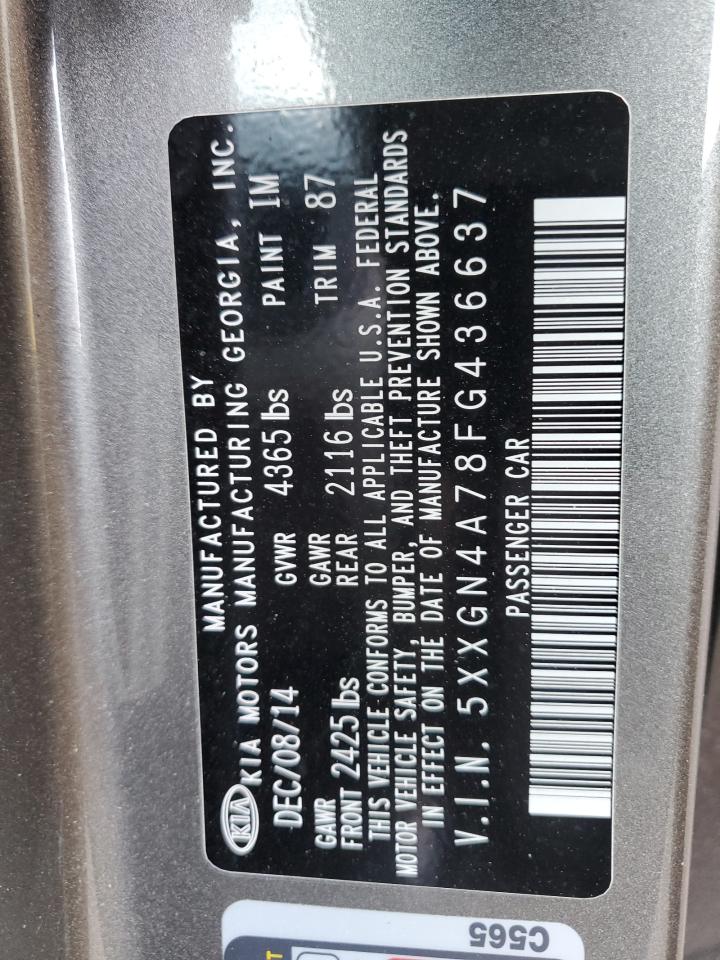 MANUFACTURED BY
KIA KIA MOTORS MANUFACTURING GEORGIA, INC.
DEC/08/14 GVWR 4365 lbs PAINT IM
GAWR GAWR
FRONT 2425 lbs REAR 2116 lbs TRIM 87
THIS VEHICLE CONFORMS TO ALL APPLICABLE U.S.A. FEDERAL
MOTOR VEHICLE SAFETY, BUMPER, AND THEFT PREVENTION STANDARDS
IN EFFECT ON THE DATE OF MANUFACTURE SHOWN ABOVE.
V.I.N. 5XXGN4A78FG436637
PASSENGER CAR
C565